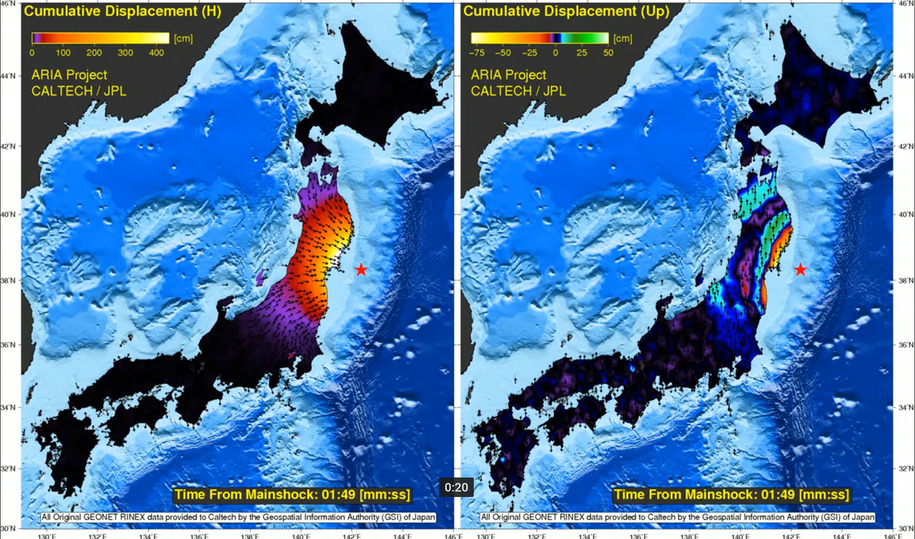 Cumulative Displacement (H)
[cm]
0 100 200 300 400
ARIA Project
CALTECH / JPL
Time From Mainshock: 01:49 [mm:ss]
All Original GEONET RINEX data provided to Caltech by the Geospatial Information Authority (GSI) of Japan
46°N
44°N
42°N
40°N
38°N
36°N
34°N
32°N
30°N
130°E 132°E 134°E 136°E 138°E 140°E 142°E 144°E 146°E
0:20
Cumulative Displacement (Up)
[cm]
-75 -50 -25 0 25 50
ARIA Project
CALTECH / JPL
Time From Mainshock: 01:49 [mm:ss]
All Original GEONET RINEX data provided to Caltech by the Geospatial Information Authority (GSI) of Japan
46°N
44°N
42°N
40°N
38°N
36°N
34°N
32°N
30°N
130°E 132°E 134°E 136°E 138°E 140°E 142°E 144°E 146°E